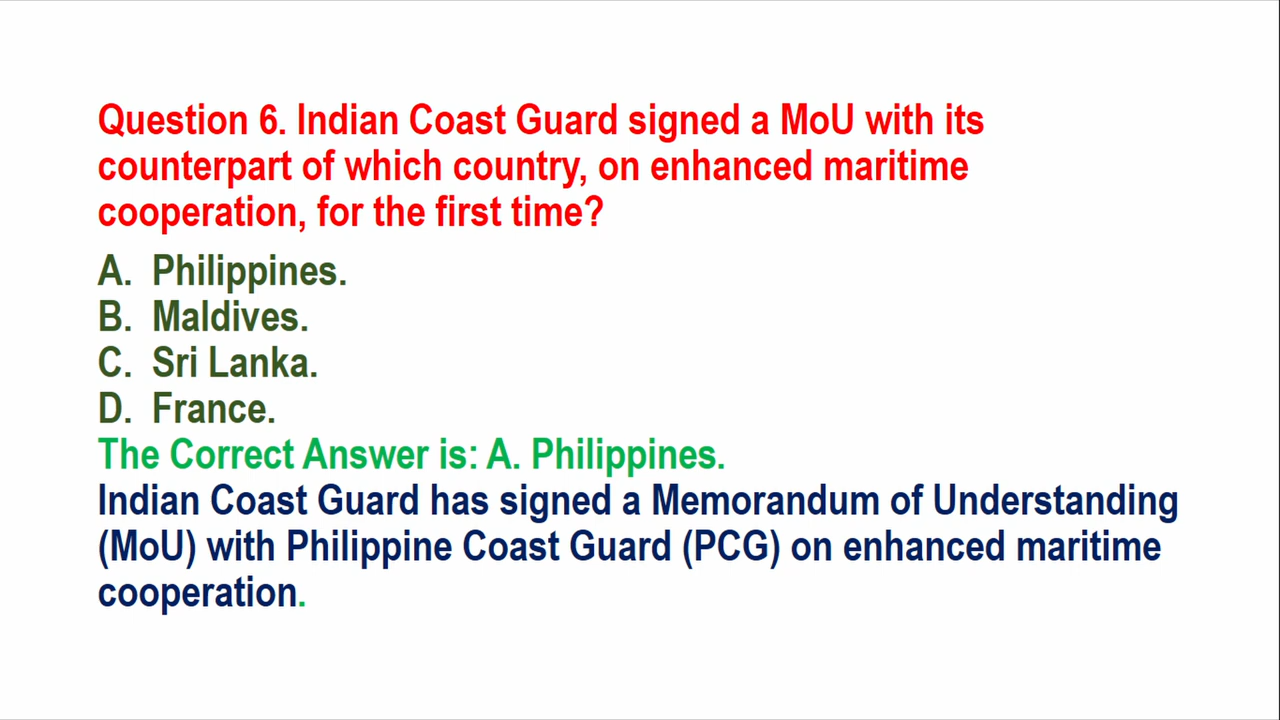 Question 6. Indian Coast Guard signed a MoU with its
counterpart of which country, on enhanced maritime
cooperation, for the first time?
A. Philippines.
B. Maldives.
C. Sri Lanka.
D. France.
The Correct Answer is: A. Philippines.
Indian Coast Guard has signed a Memorandum of Understanding
(MoU) with Philippine Coast Guard (PCG) on enhanced maritime
cooperation.